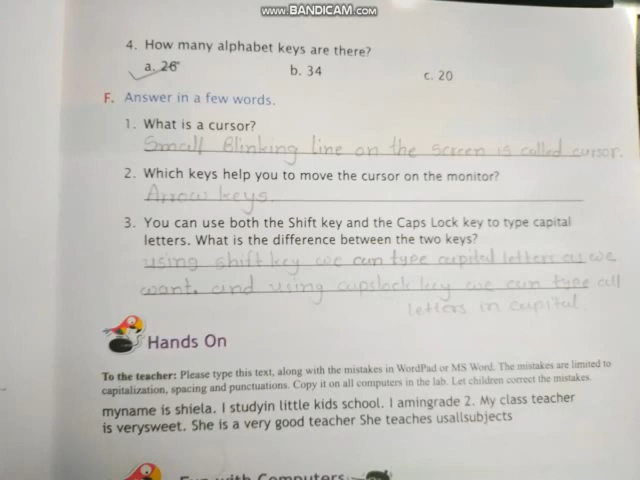 www.BANDICAM.com
4. How many alphabet keys are there?
a. 26 b. 34 c. 20
F. Answer in a few words.
1. What is a cursor?
Small Blinking line on the screen is called cursor.
2. Which keys help you to move the cursor on the monitor?
Arrow keys.
3. You can use both the Shift key and the Caps Lock key to type capital
letters. What is the difference between the two keys?
using shift key we can type capital letters as we
want. and using capslock key we can type all
letters in capital
Hands On
To the teacher: Please type this text, along with the mistakes in WordPad or MS Word. The mistakes are limited to
capitalization, spacing and punctuations. Copy it on all computers in the lab. Let children correct the mistakes.
myname is shiela. I studyin little kids school. I amingrade 2. My class teacher
is verysweet. She is a very good teacher She teaches usallsubjects
Fun with Computers